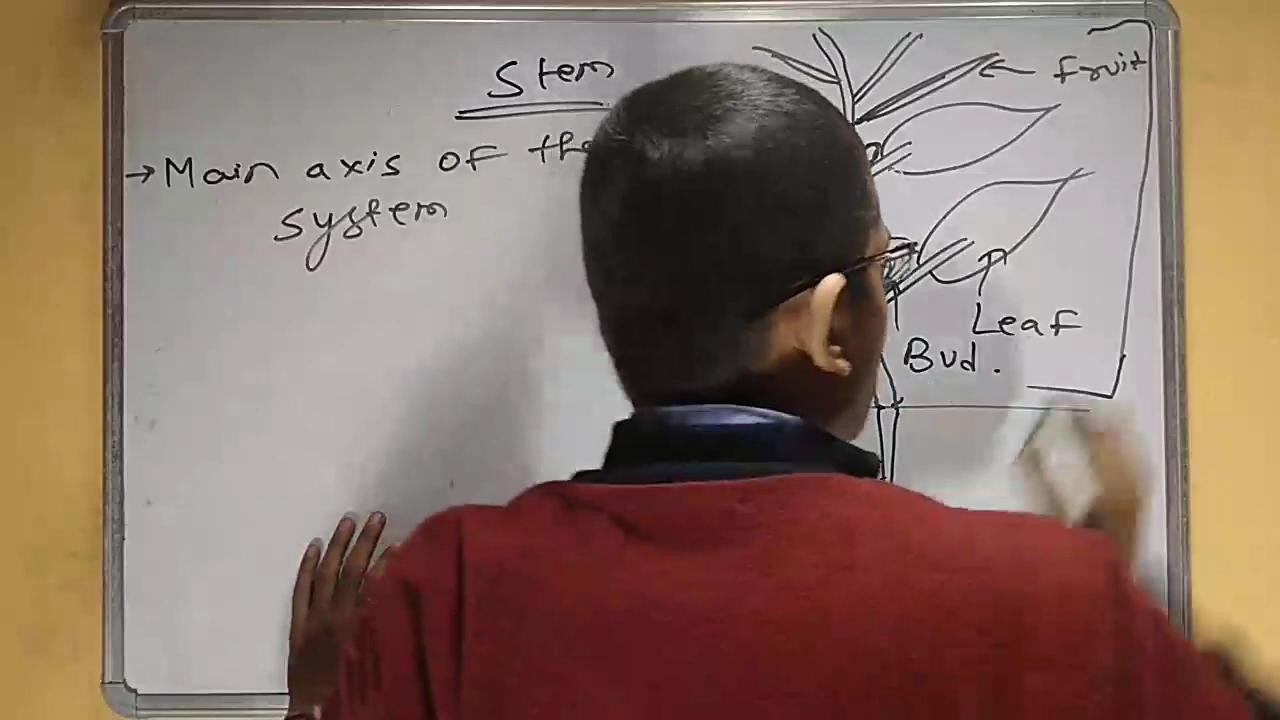 Stem
fruit
→ Main axis of the
system
Leaf
Bud.